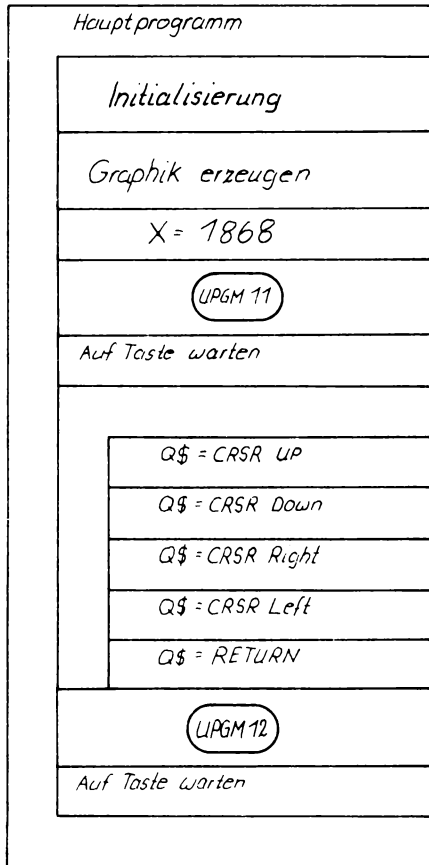 Hauptprogramm
Initialisierung
Graphik erzeugen
X = 1868
UPGM 11
Auf Taste warten
Q$ = CRSR UP
Q$ = CRSR Down
Q$ = CRSR Right
Q$ = CRSR Left
Q$ = RETURN
UPGM 12
Auf Taste warten